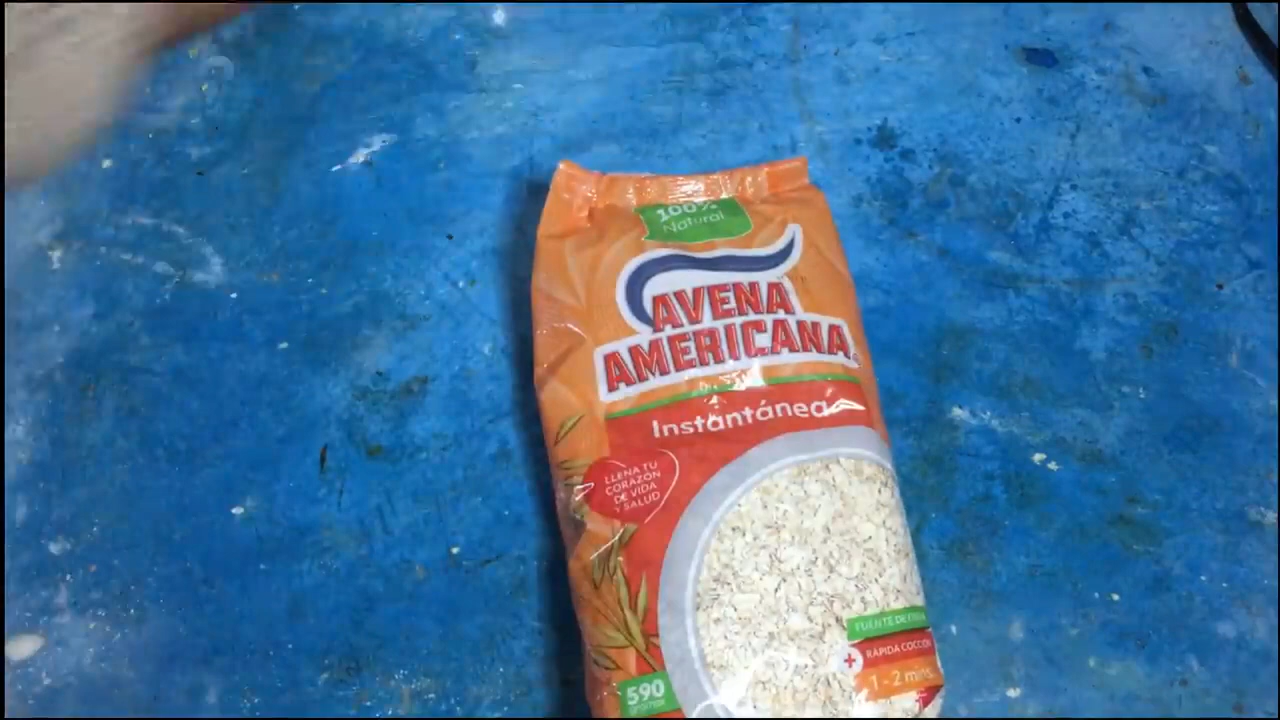 100%
Natural
AVENA
AMERICANA
Instantánea
LLENA TU
CORAZÓN
DE VIDA
Y SALUD
FUENTE DE
RÁPIDA COCCIÓN
1 - 2 mins.
590